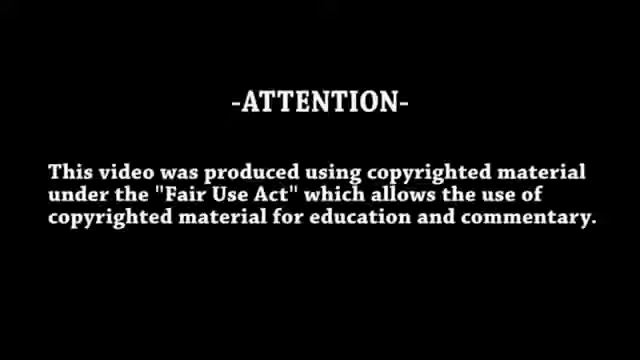 -ATTENTION-
This video was produced using copyrighted material
under the "Fair Use Act" which allows the use of
copyrighted material for education and commentary.